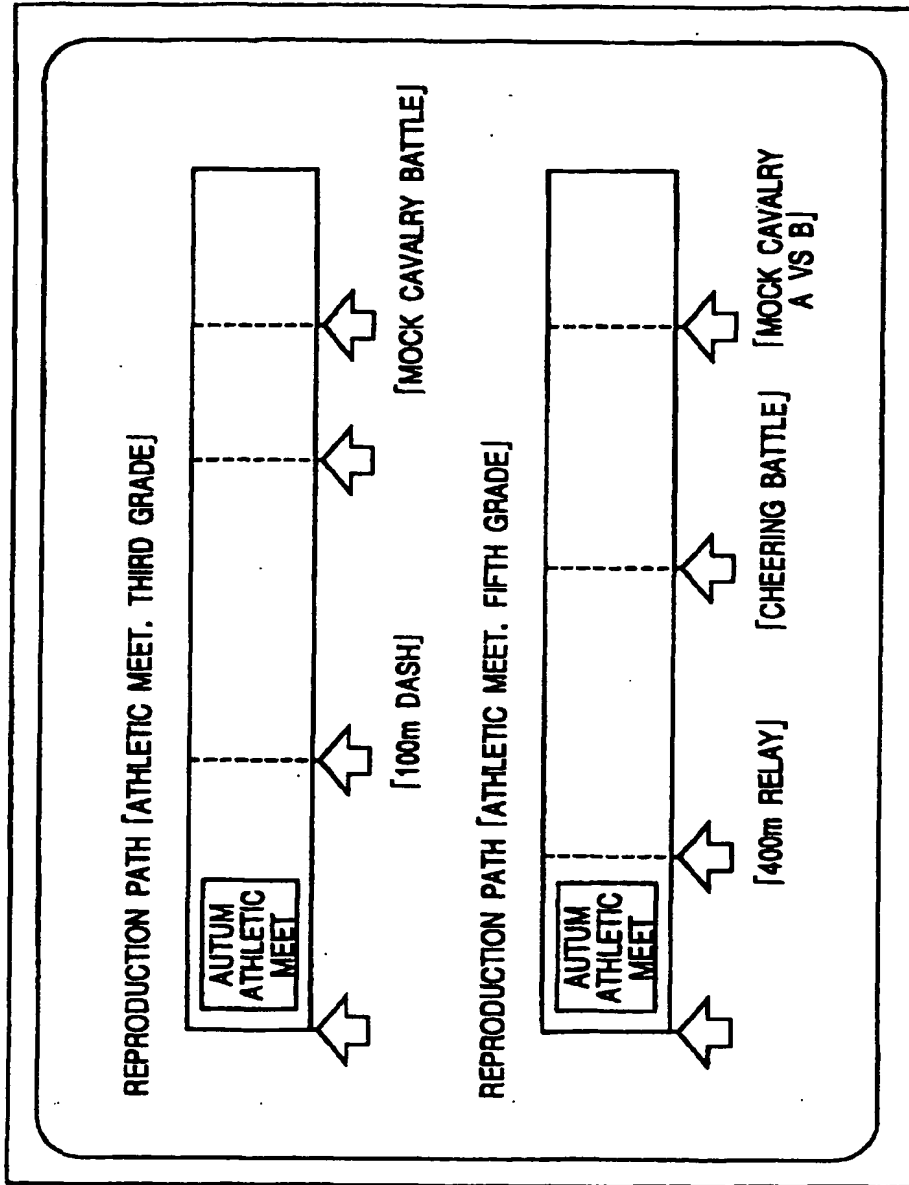 REPRODUCTION PATH ｢ATHLETIC MEET. THIRD GRADE｣
AUTUM
ATHLETIC
MEET
｢100m DASH｣
｢MOCK CAVALRY BATTLE｣
REPRODUCTION PATH ｢ATHLETIC MEET. FIFTH GRADE｣
AUTUM
ATHLETIC
MEET
｢400m RELAY｣
｢CHEERING BATTLE｣
｢MOCK CAVALRY
A VS B｣